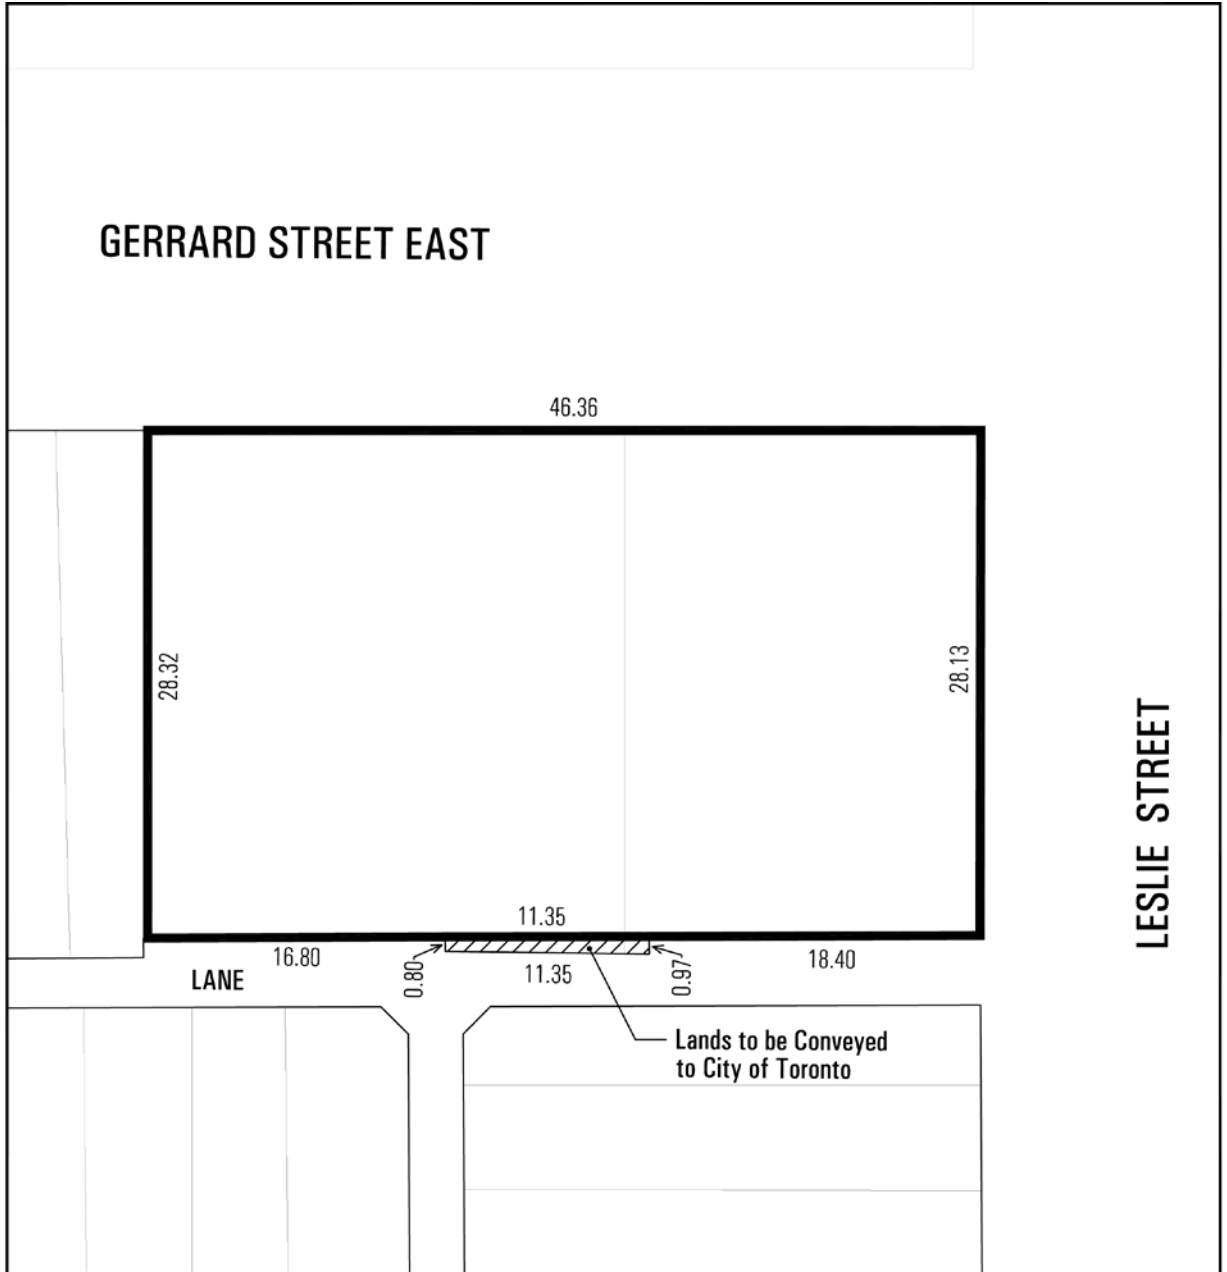 GERRARD STREET EAST
46.36
28.32
28.13
LESLIE STREET
11.35
16.80
0.80
11.35
0.97
18.40
LANE
Lands to be Conveyed
to City of Toronto